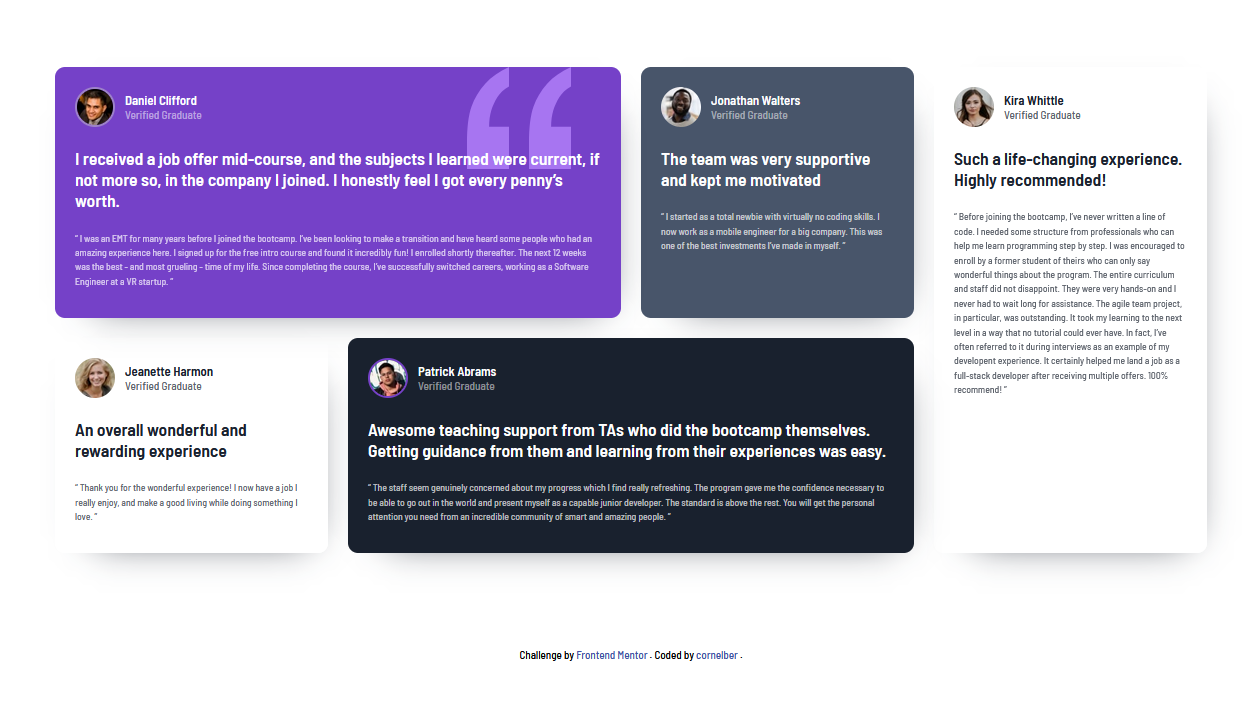 Daniel Clifford
Verified Graduate
I received a job offer mid-course, and the subjects I learned were current, if
not more so, in the company I joined. I honestly feel I got every penny’s
worth.
“ I was an EMT for many years before I joined the bootcamp. I’ve been looking to make a transition and have heard some people who had an
amazing experience here. I signed up for the free intro course and found it incredibly fun! I enrolled shortly thereafter. The next 12 weeks
was the best - and most grueling - time of my life. Since completing the course, I’ve successfully switched careers, working as a Software
Engineer at a VR startup. ”
Jonathan Walters
Verified Graduate
The team was very supportive
and kept me motivated
“ I started as a total newbie with virtually no coding skills. I
now work as a mobile engineer for a big company. This was
one of the best investments I’ve made in myself. ”
Kira Whittle
Verified Graduate
Such a life-changing experience.
Highly recommended!
“ Before joining the bootcamp, I’ve never written a line of
code. I needed some structure from professionals who can
help me learn programming step by step. I was encouraged to
enroll by a former student of theirs who can only say
wonderful things about the program. The entire curriculum
and staff did not disappoint. They were very hands-on and I
never had to wait long for assistance. The agile team project,
in particular, was outstanding. It took my learning to the next
level in a way that no tutorial could ever have. In fact, I’ve
often referred to it during interviews as an example of my
developent experience. It certainly helped me land a job as a
full-stack developer after receiving multiple offers. 100%
recommend! ”
Jeanette Harmon
Verified Graduate
An overall wonderful and
rewarding experience
“ Thank you for the wonderful experience! I now have a job I
really enjoy, and make a good living while doing something I
love. ”
Patrick Abrams
Verified Graduate
Awesome teaching support from TAs who did the bootcamp themselves.
Getting guidance from them and learning from their experiences was easy.
“ The staff seem genuinely concerned about my progress which I find really refreshing. The program gave me the confidence necessary to
be able to go out in the world and present myself as a capable junior developer. The standard is above the rest. You will get the personal
attention you need from an incredible community of smart and amazing people. ”
Challenge by Frontend Mentor . Coded by cornelber .